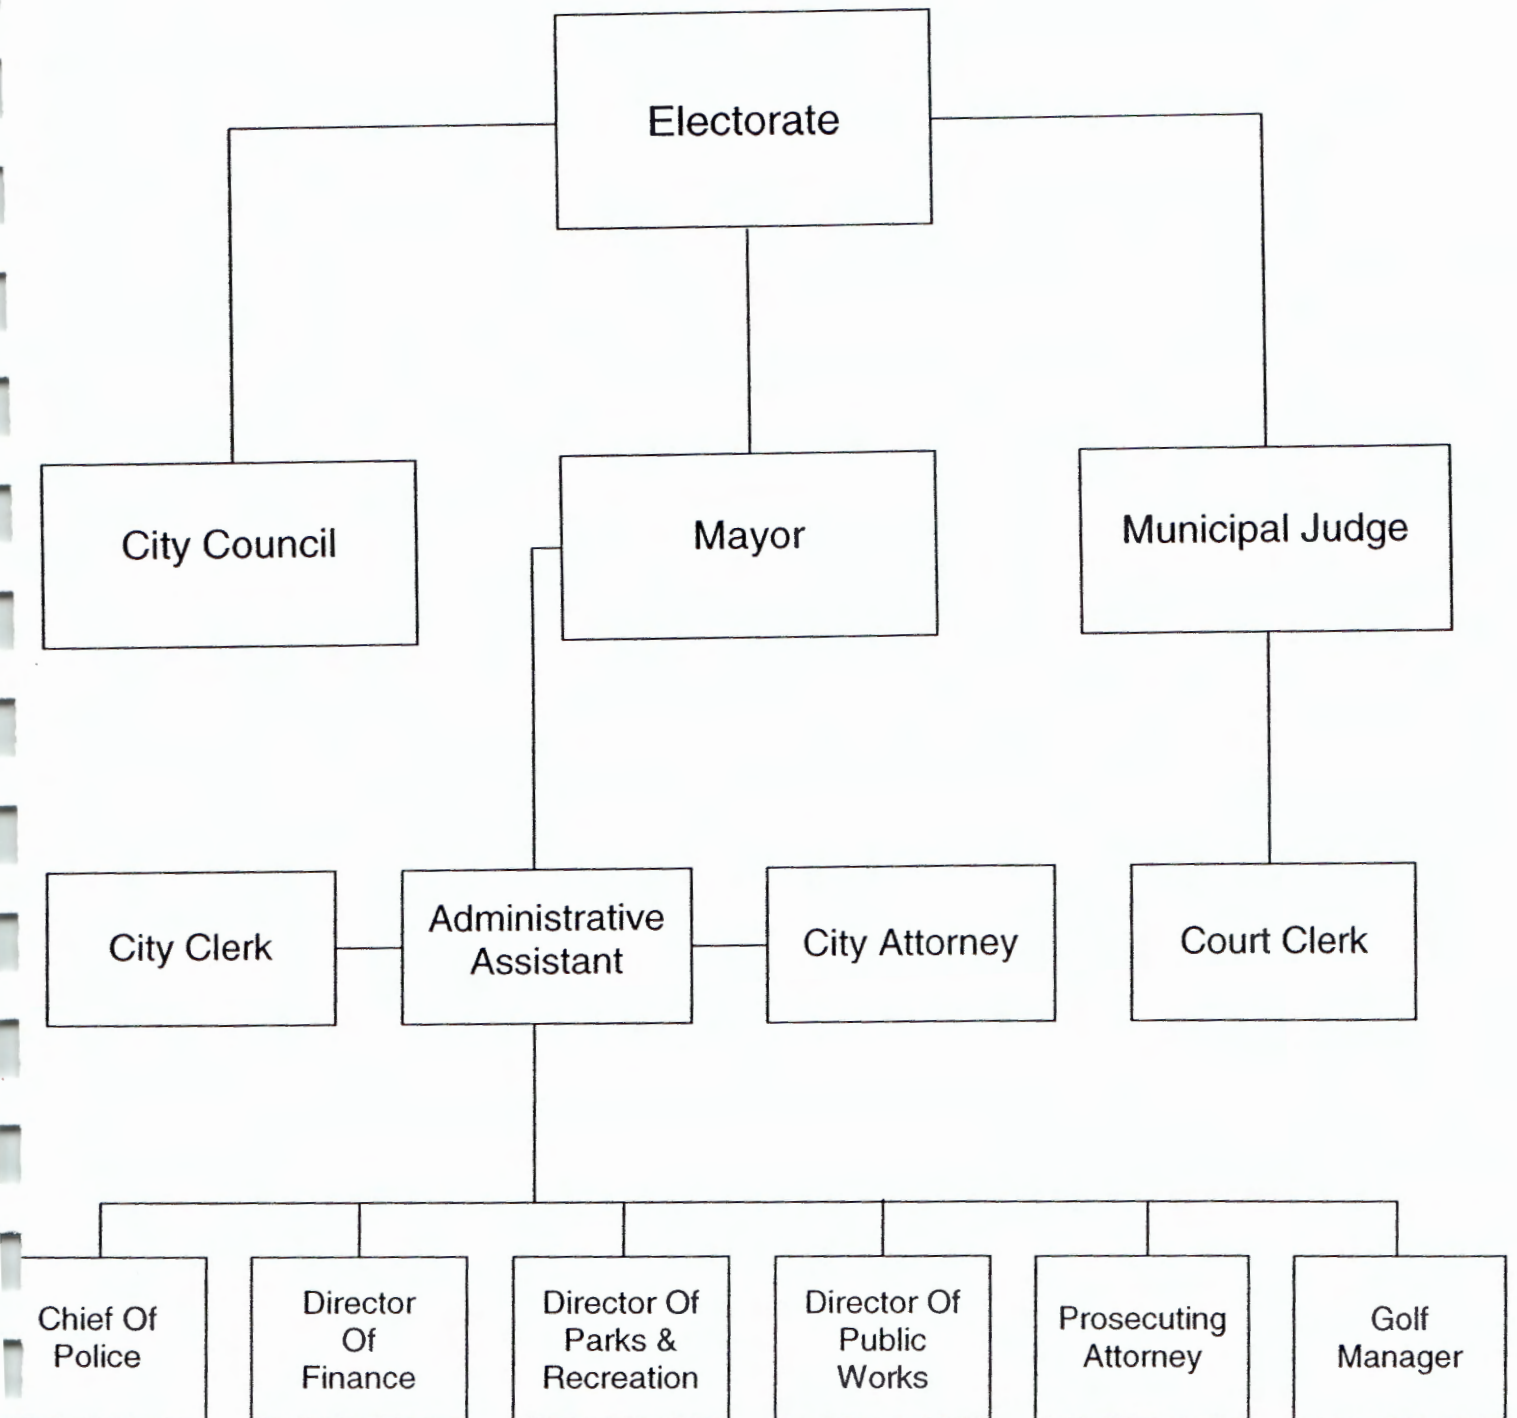 Electorate
City Council
Mayor
Municipal Judge
City Clerk
Administrative
Assistant
City Attorney
Court Clerk
Chief Of
Police
Director
Of
Finance
Director Of
Parks &
Recreation
Director Of
Public
Works
Prosecuting
Attorney
Golf
Manager